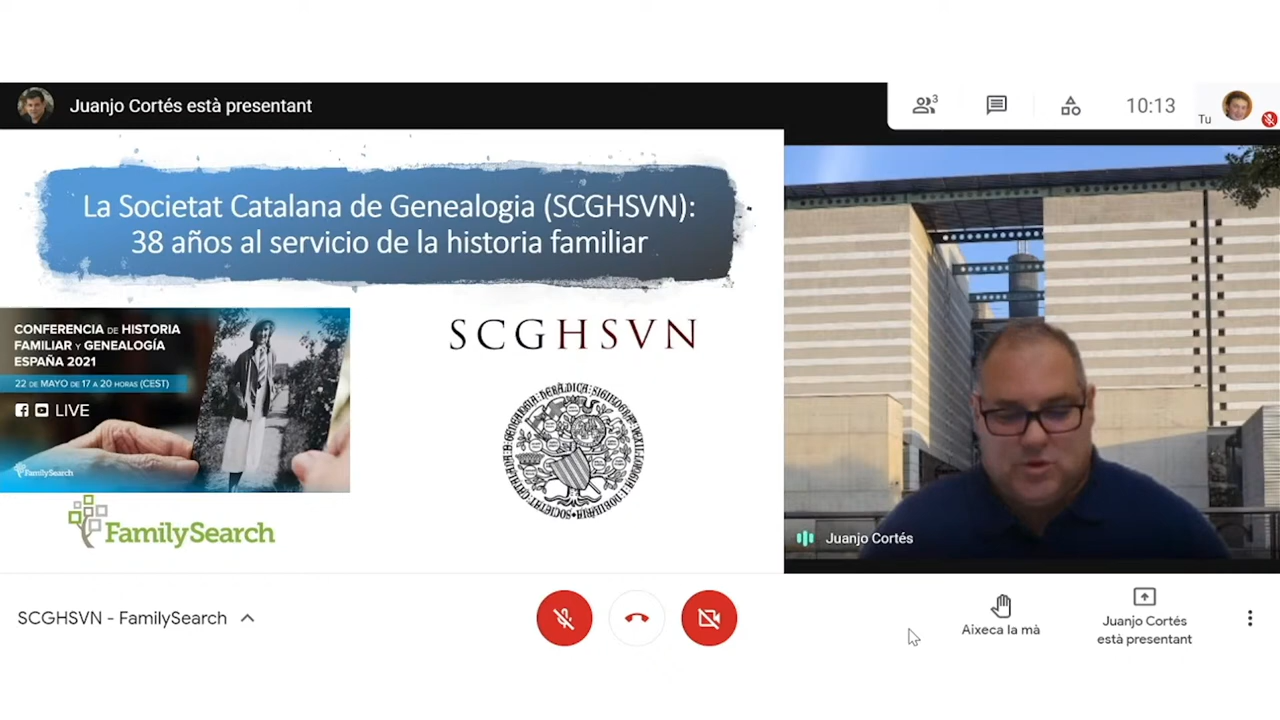 Juanjo Cortés està presentant
3
10:13
Tu
La Societat Catalana de Genealogia (SCGHSVN):
38 años al servicio de la historia familiar
CONFERENCIA DE HISTORIA
FAMILIAR Y GENEALOGÍA
ESPAÑA 2021
22 DE MAYO DE 17 A 20 HORAS (CEST)
LIVE
FamilySearch
SCGHSVN
FamilySearch
Juanjo Cortés
SCGHSVN - FamilySearch
Aixeca la mà
Juanjo Cortés
està presentant